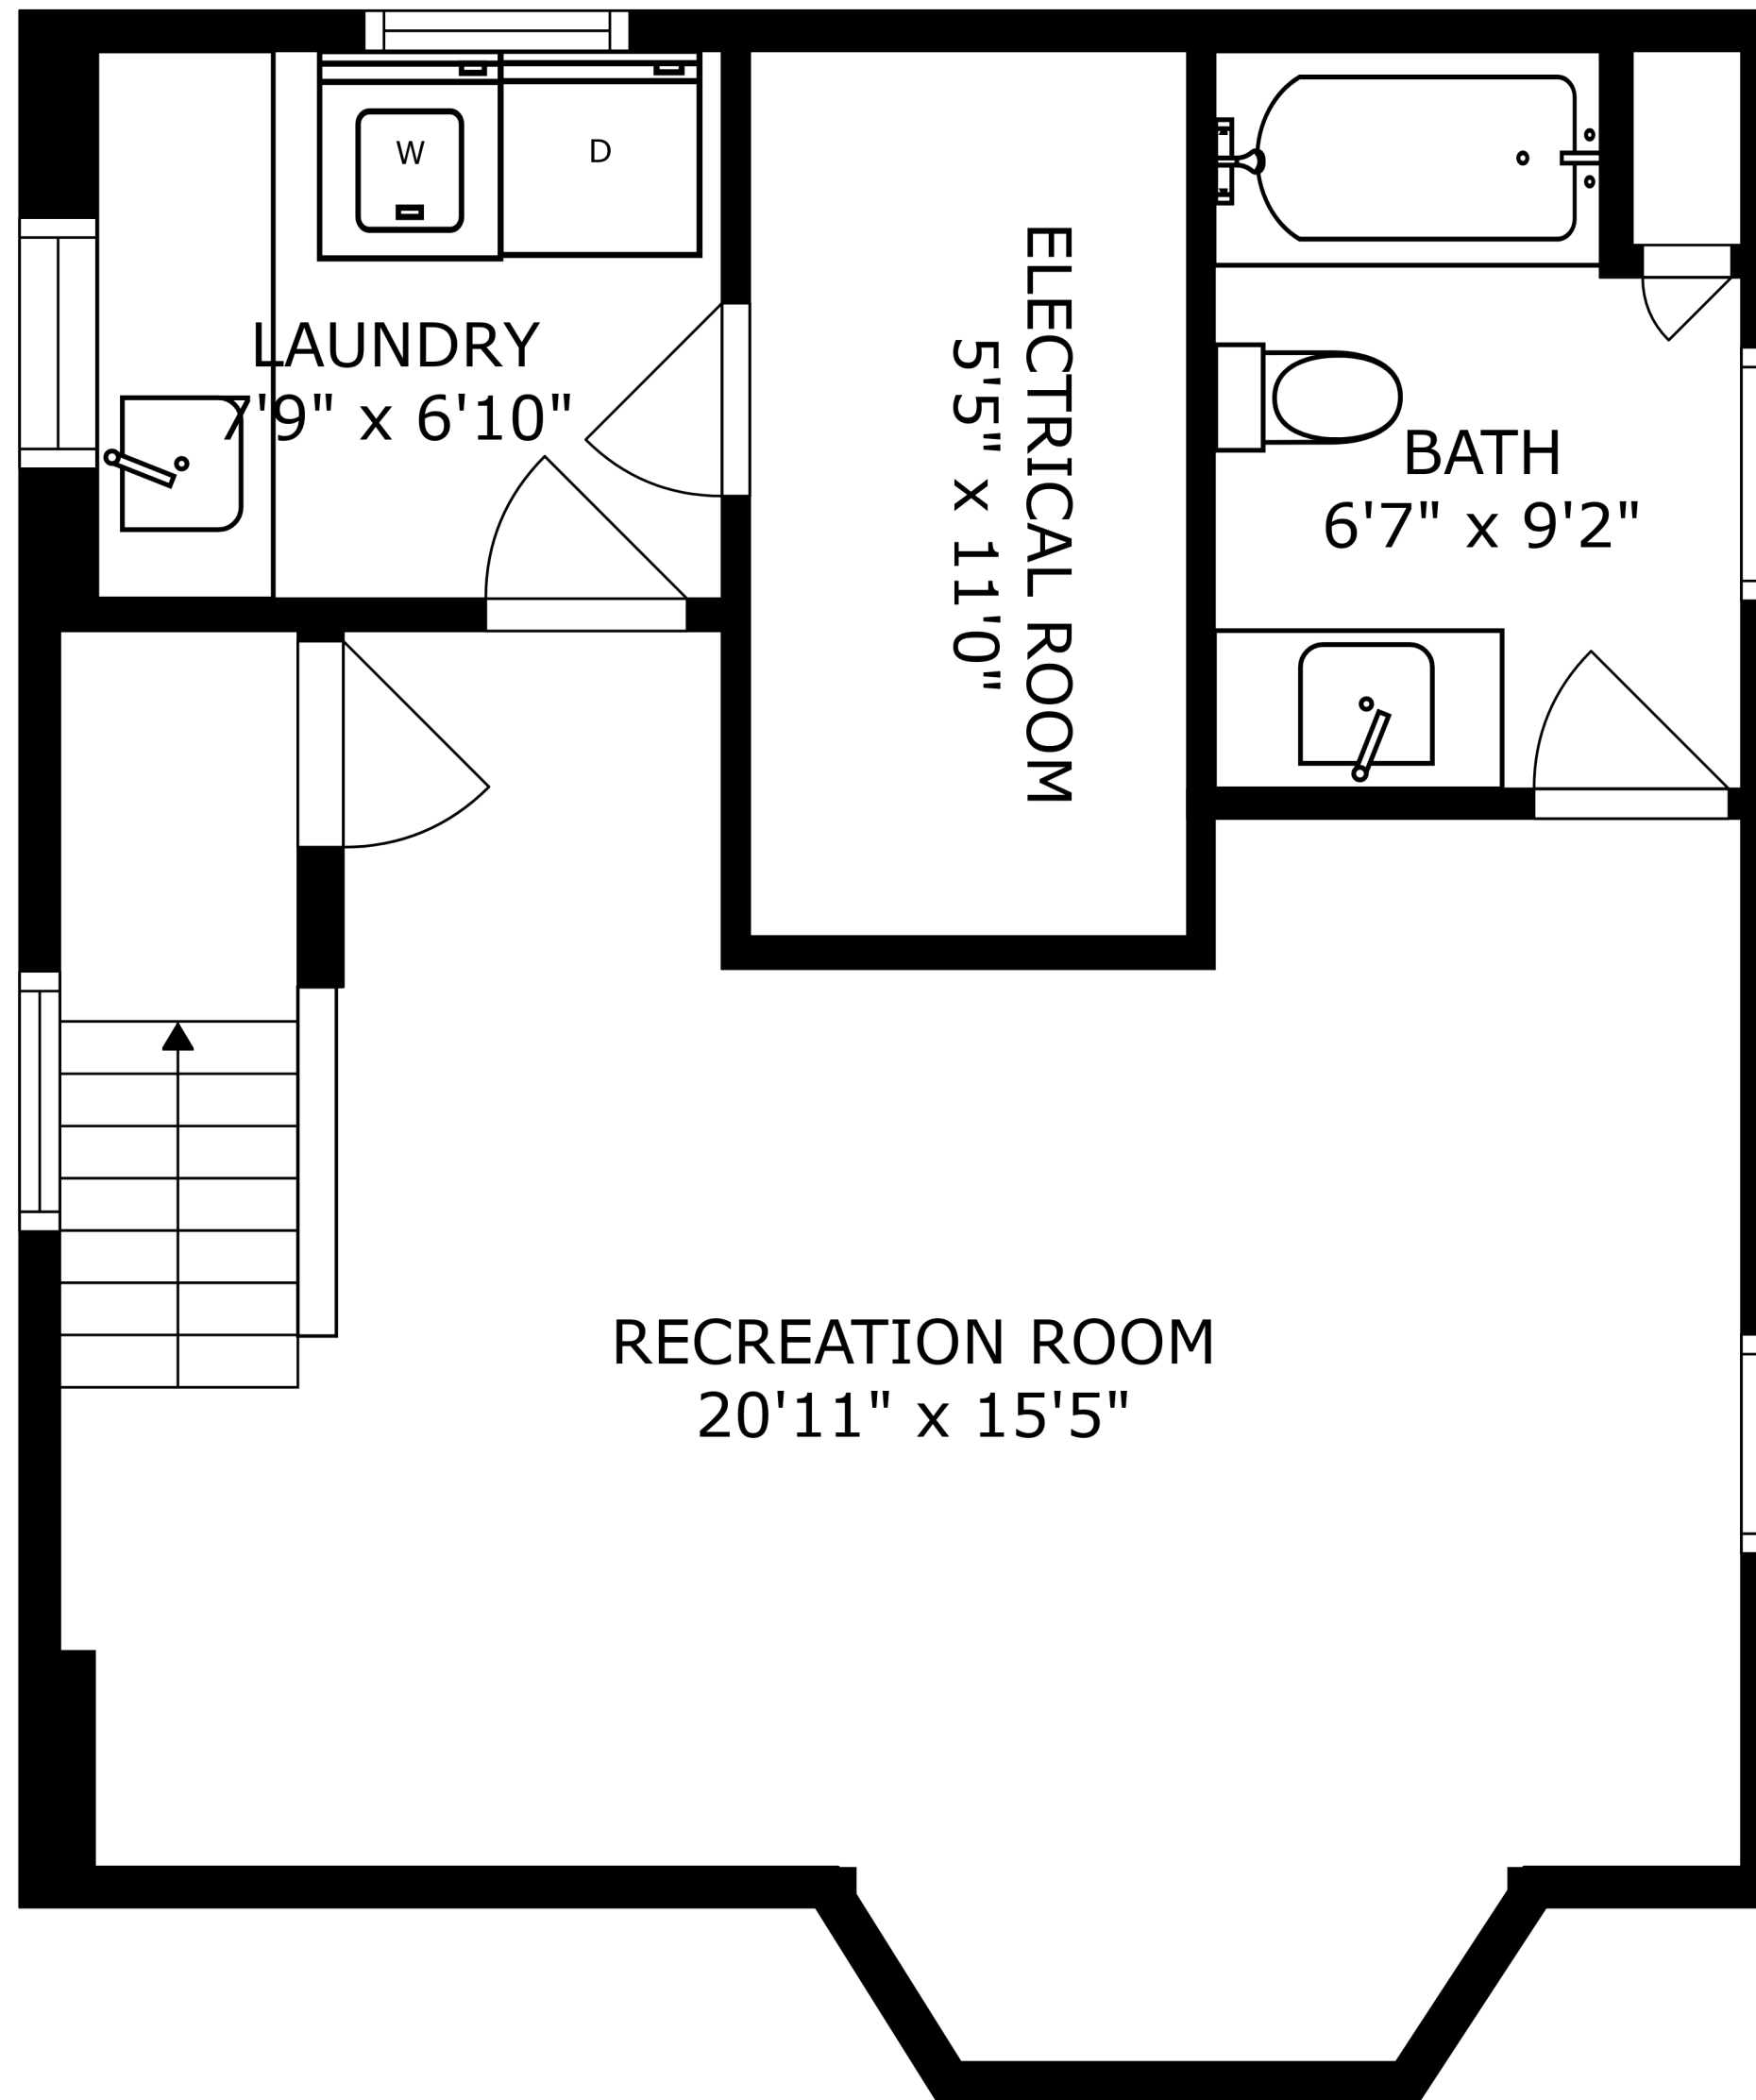 W
D
LAUNDRY
7'9" x 6'10"
ELECTRICAL ROOM
5'5" x 11'0"
BATH
6'7" x 9'2"
RECREATION ROOM
20'11" x 15'5"